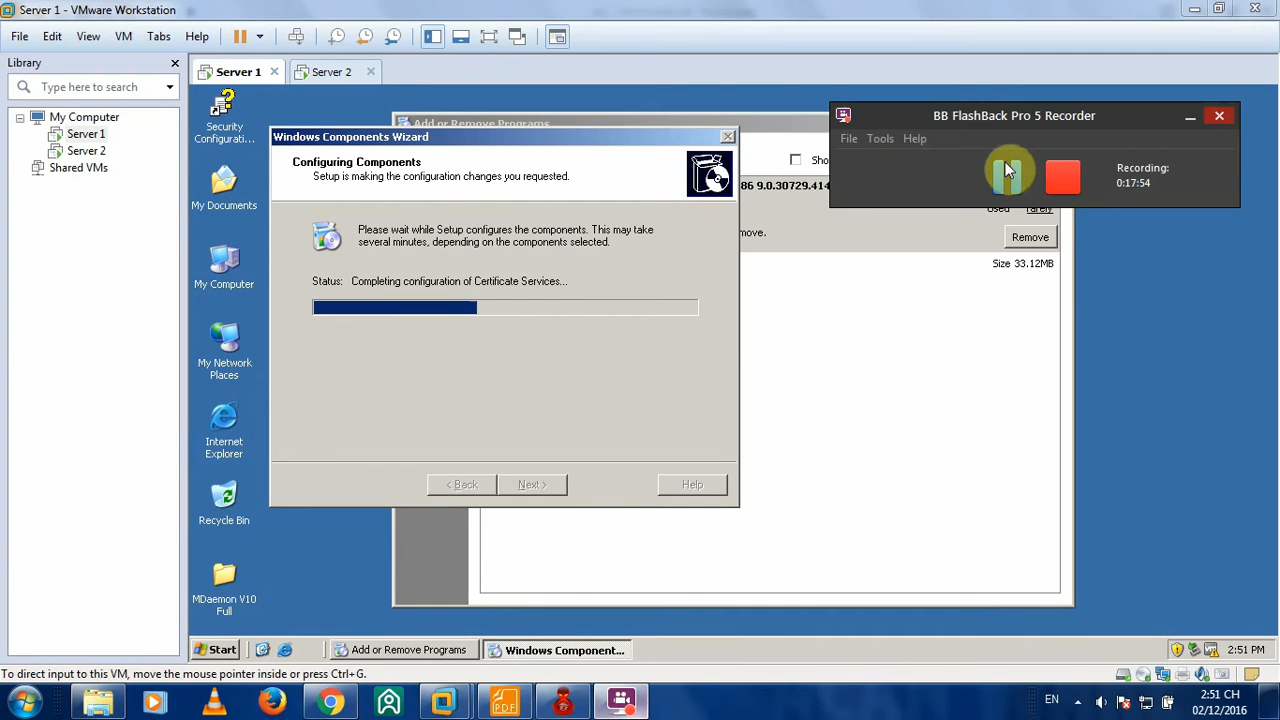 Server 1 - VMware Workstation
File Edit View VM Tabs Help
Library
Type here to search
My Computer
Server1
Server 2
Shared VMs
Server 1
Server 2
Security
Configurati...
My Documents
My Computer
My Network
Places
Internet
Explorer
Recycle Bin
MDaemon V10
Full
Add or Remove Programs
Sho
86 9.0.30729.414
Used rarely
move.
Remove
Size 33.12MB
Windows Components Wizard
Configuring Components
Setup is making the configuration changes you requested.
Please wait while Setup configures the components. This may take
several minutes, depending on the components selected.
Status: Completing configuration of Certificate Services...
< Back
Next >
Help
BB FlashBack Pro 5 Recorder
File Tools Help
Recording:
0:17:54
Start
Add or Remove Programs
Windows Component...
2:51 PM
To direct input to this VM, move the mouse pointer inside or press Ctrl+G.
PDF
EN
2:51 CH
02/12/2016